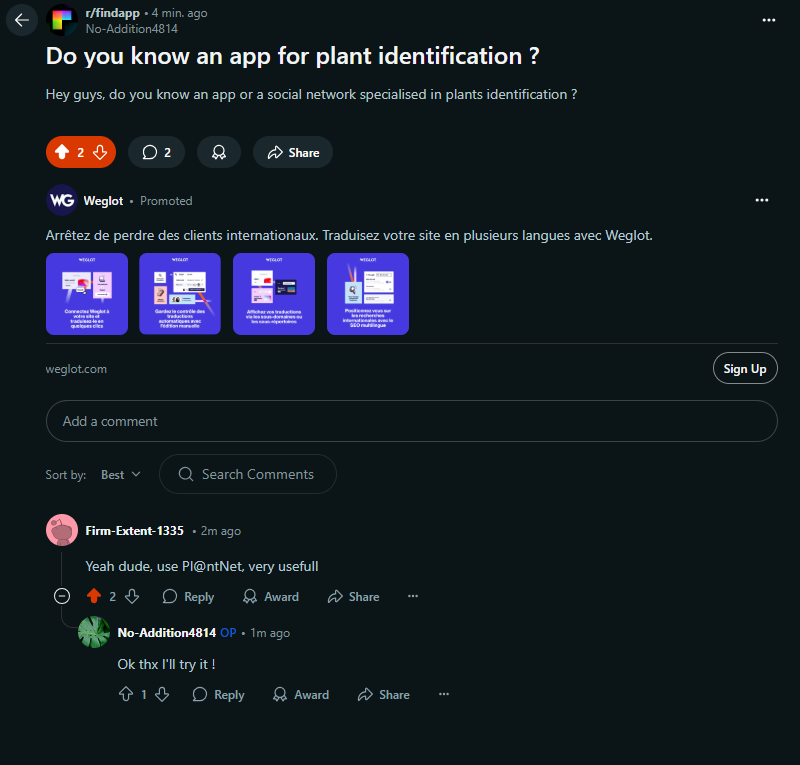 r/findapp • 4 min. ago
No-Addition4814
Do you know an app for plant identification ?
Hey guys, do you know an app or a social network specialised in plants identification ?
2
2
Share
WG Weglot • Promoted
Arrêtez de perdre des clients internationaux. Traduisez votre site en plusieurs langues avec Weglot.
WEGLOT
Connectez Weglot à
votre site et
traduisez-le en
quelques clics
WEGLOT
Gardez le contrôle des
traductions
automatiques avec
l'édition manuelle
WEGLOT
Affichez vos traductions
via les sous-domaines ou
les sous-répertoires
WEGLOT
Positionnez vous sur
les recherches
internationales avec le
SEO multilingue
weglot.com
Sign Up
Add a comment
Sort by: Best
Search Comments
Firm-Extent-1335 • 2m ago
Yeah dude, use Pl@ntNet, very usefull
2 Reply Award Share
No-Addition4814 OP • 1m ago
Ok thx I'll try it !
1 Reply Award Share